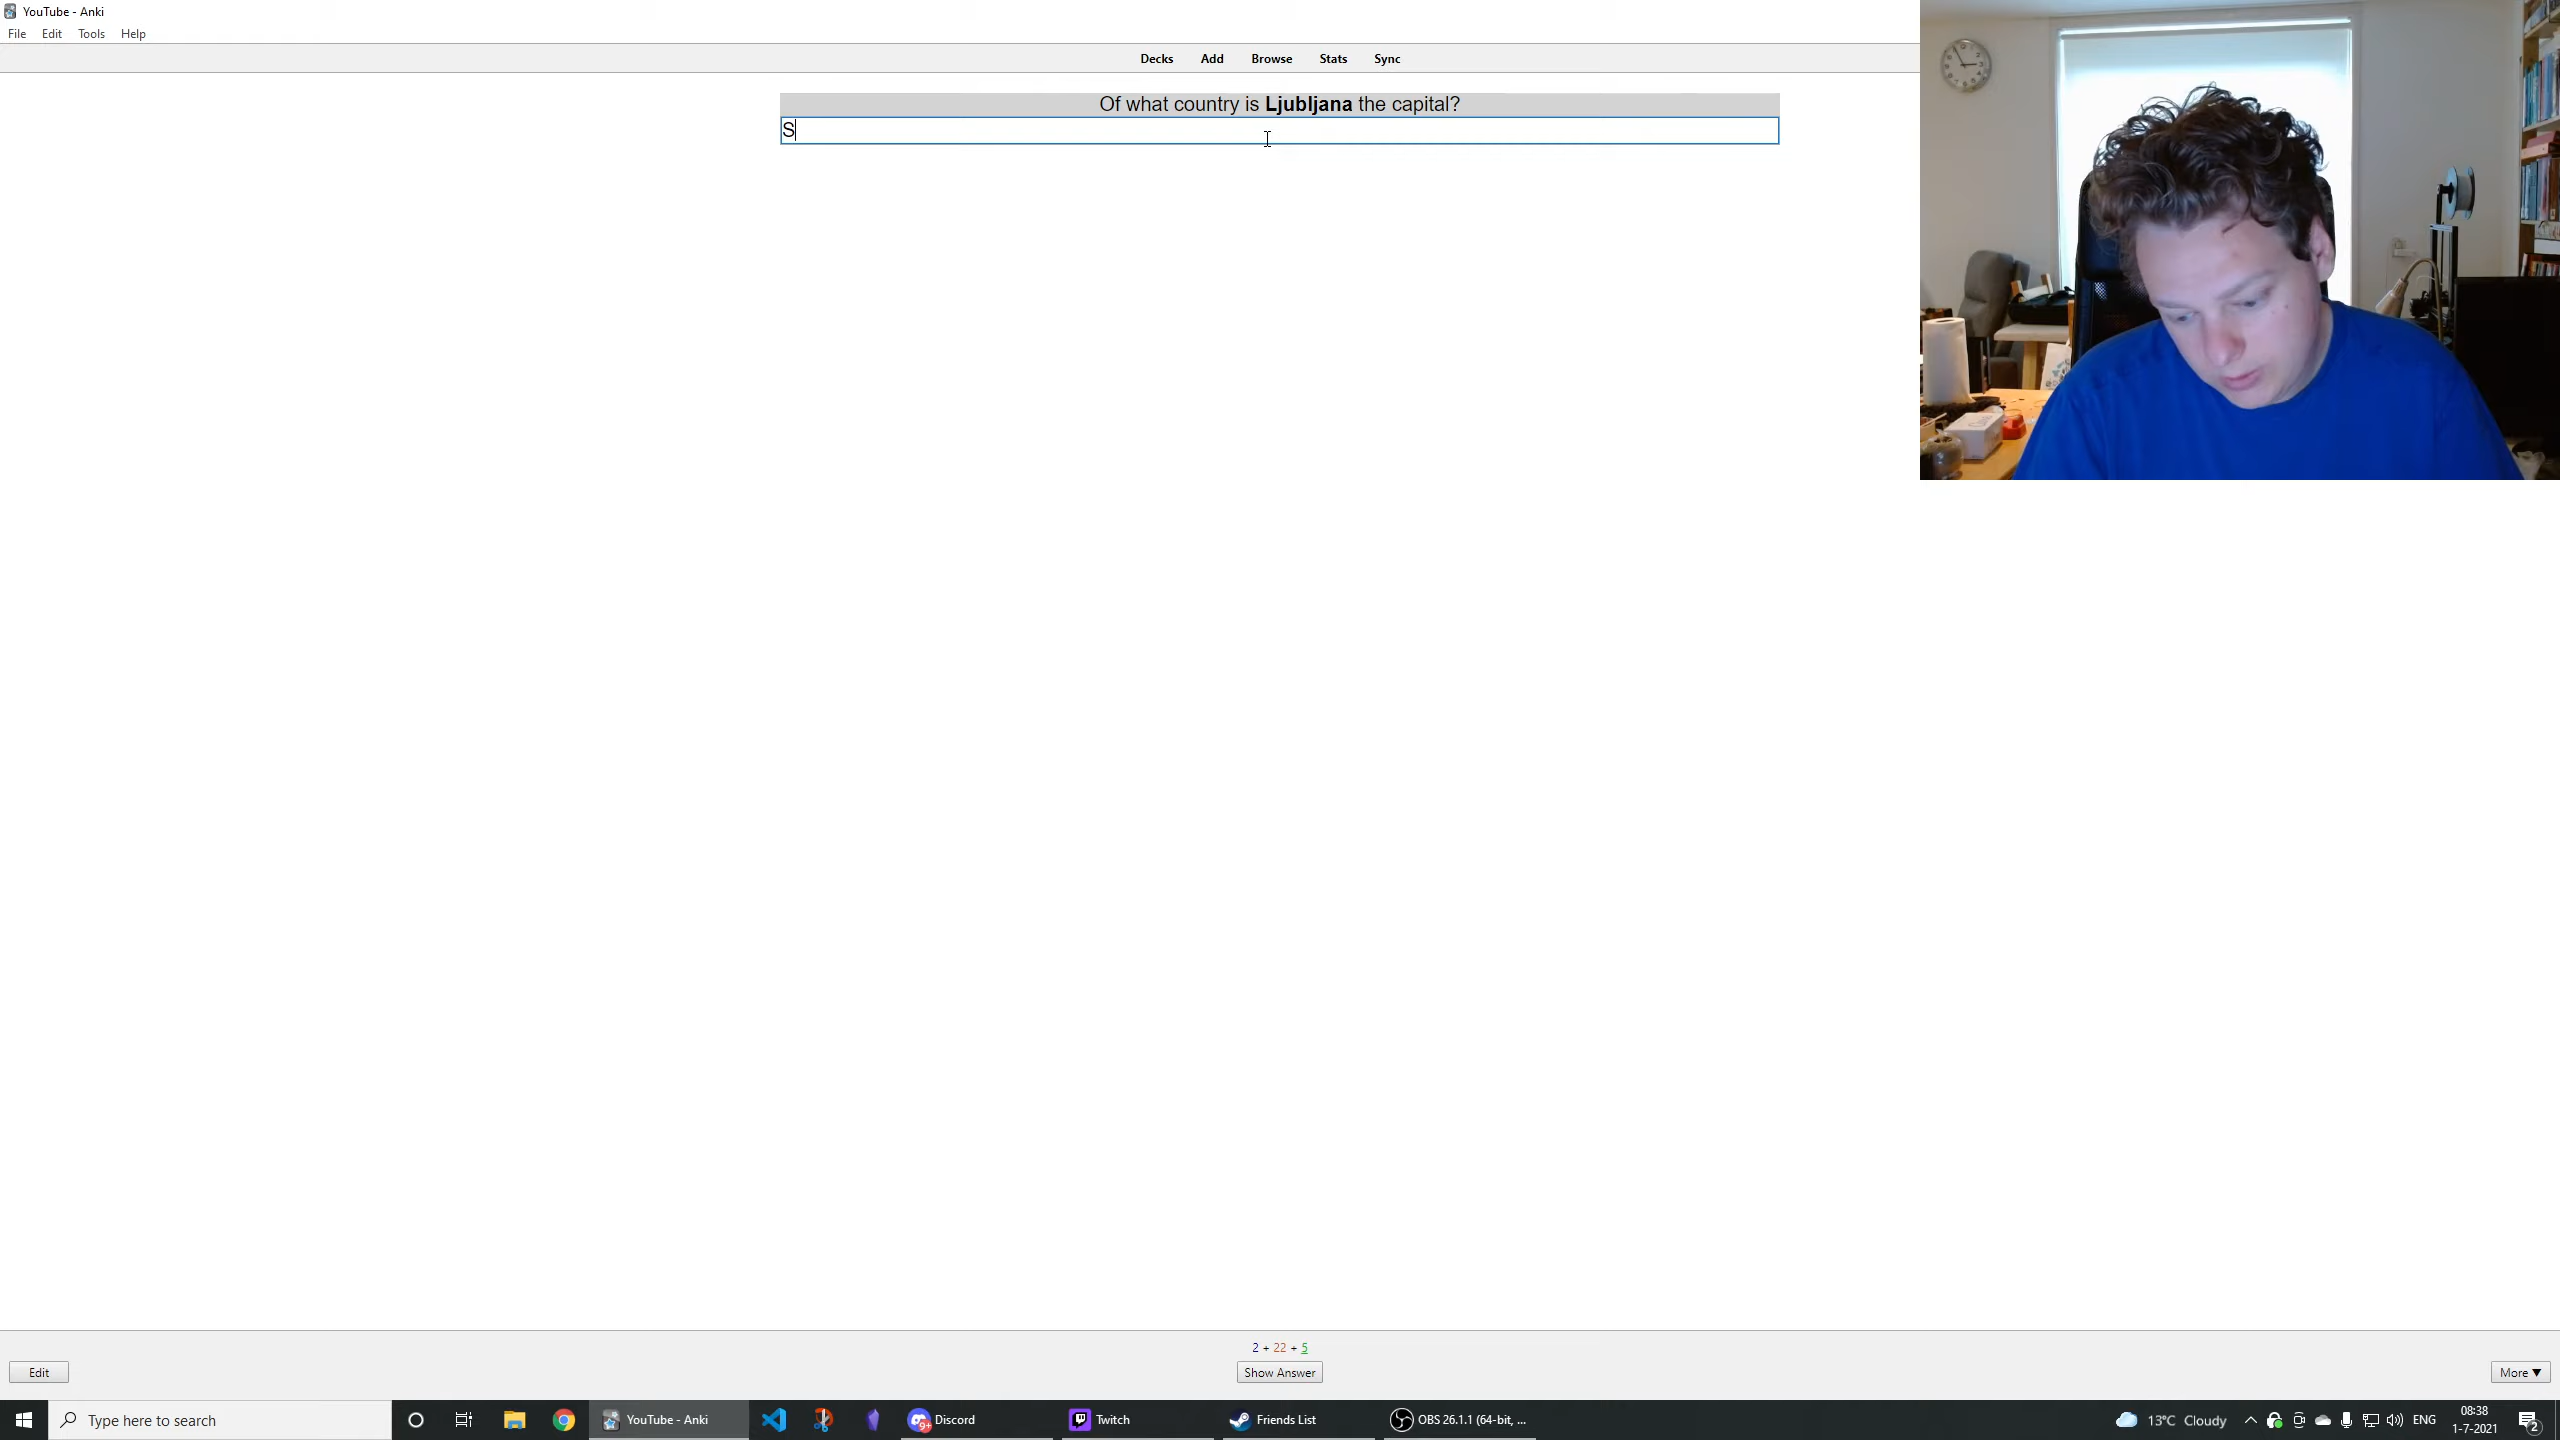 YouTube - Anki
File Edit Tools Help
Decks Add Browse Stats Sync
Of what country is Ljubljana the capital?
S
2 + 22 + 5
Edit
Show Answer
More ▼
Type here to search
YouTube - Anki
9+
Discord
Twitch
Friends List
OBS 26.1.1 (64-bit, ...
13°C Cloudy
ENG
08:38
1-7-2021
2